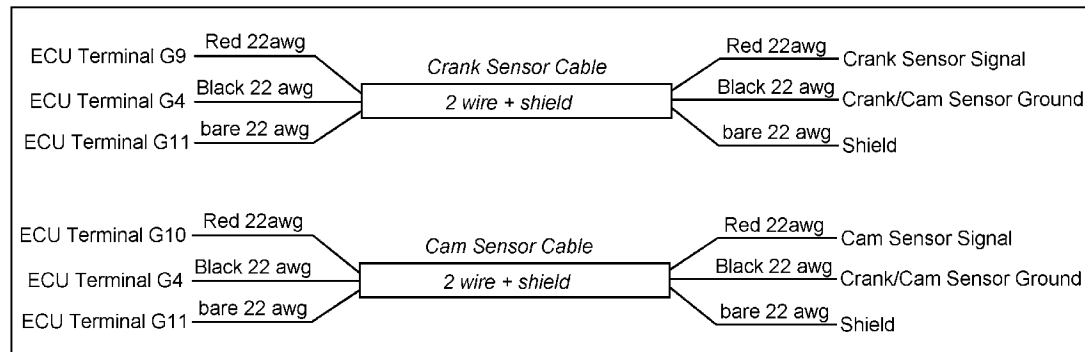 Red 22awg
Red 22awg
ECU Terminal G9
Crank Sensor Cable
Crank Sensor Signal
Black 22 awg
Black 22 awg
ECU Terminal G4
2 wire + shield
Crank/Cam Sensor Ground
bare 22 awg
bare 22 awg
ECU Terminal G11
Shield
Red 22awg
Red 22awg
ECU Terminal G10
Cam Sensor Cable
Cam Sensor Signal
Black 22 awg
Black 22 awg
ECU Terminal G4
2 wire + shield
Crank/Cam Sensor Ground
bare 22 awg
bare 22 awg
ECU Terminal G11
Shield